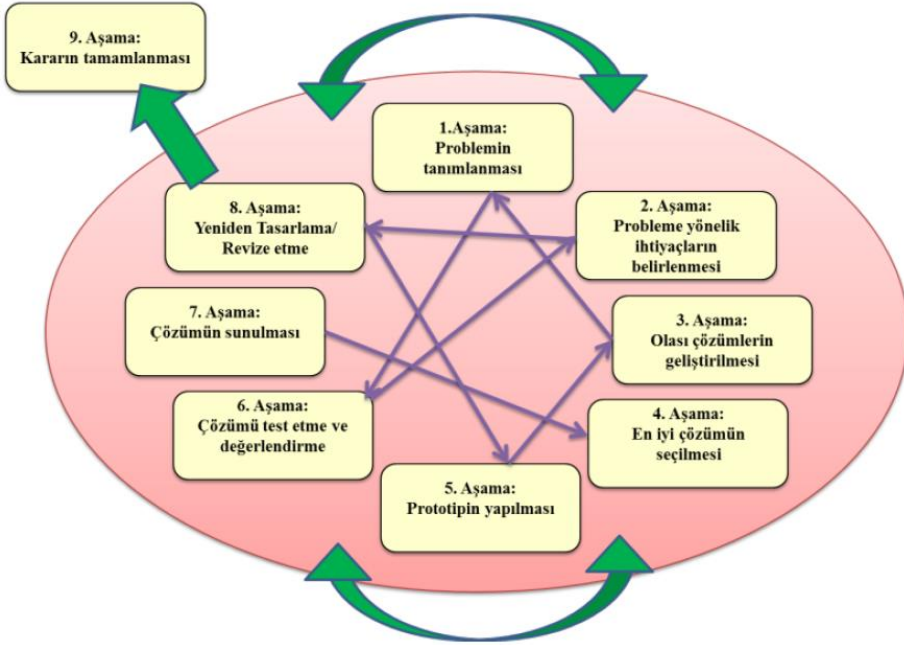 9. Aşama:
Kararın tamamlanması
1.Aşama:
Problemin
tanımlanması
2. Aşama:
Probleme yönelik
ihtiyaçların
belirlenmesi
3. Aşama:
Olası çözümlerin
geliştirilmesi
4. Aşama:
En iyi çözümün
seçilmesi
5. Aşama:
Prototipin yapılması
6. Aşama:
Çözümü test etme ve
değerlendirme
7. Aşama:
Çözümün sunulması
8. Aşama:
Yeniden Tasarlama/
Revize etme